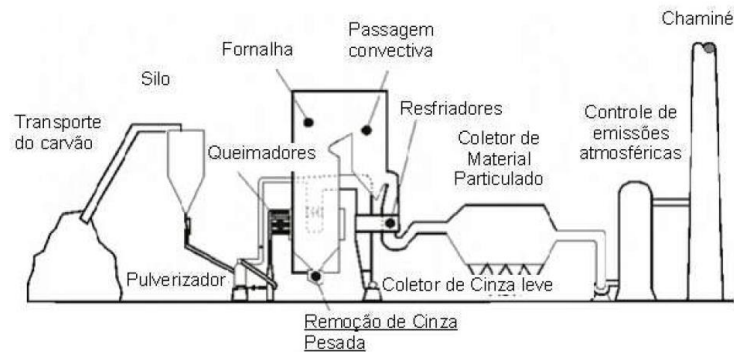 Chaminé
Passagem
convectiva
Fornalha
Silo
Resfriadores
Transporte
do carvão
Controle de
emissões
atmosféricas
Coletor de
Material
Particulado
Queimadores
Pulverizador
Coletor de Cinza leve
Remoção de Cinza
Pesada